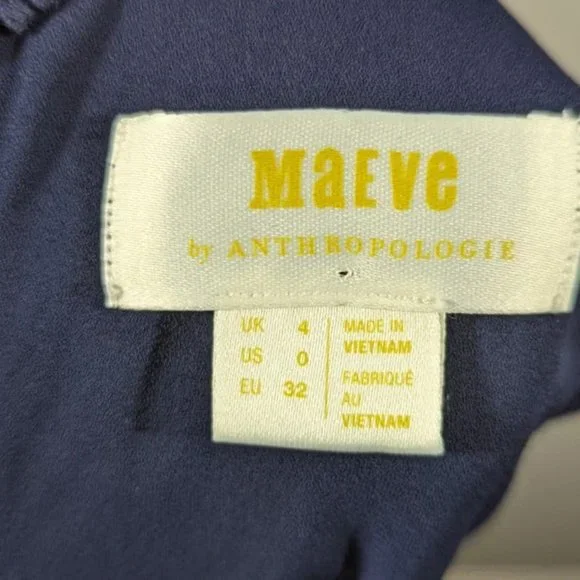 MaEve
by ANTHROPOLOGIE
UK 4
US 0
EU 32
MADE IN
VIETNAM
FABRIQUÉ
AU
VIETNAM